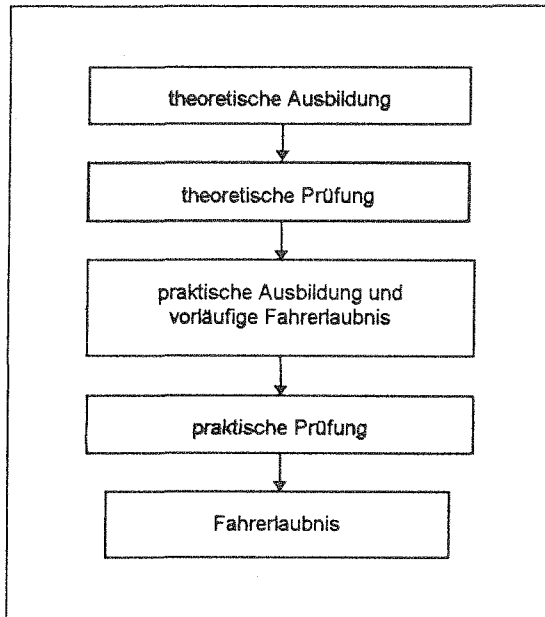 theoretische Ausbildung
theoretische Prüfung
praktische Ausbildung und
vorläufige Fahrerlaubnis
praktische Prüfung
Fahrerlaubnis